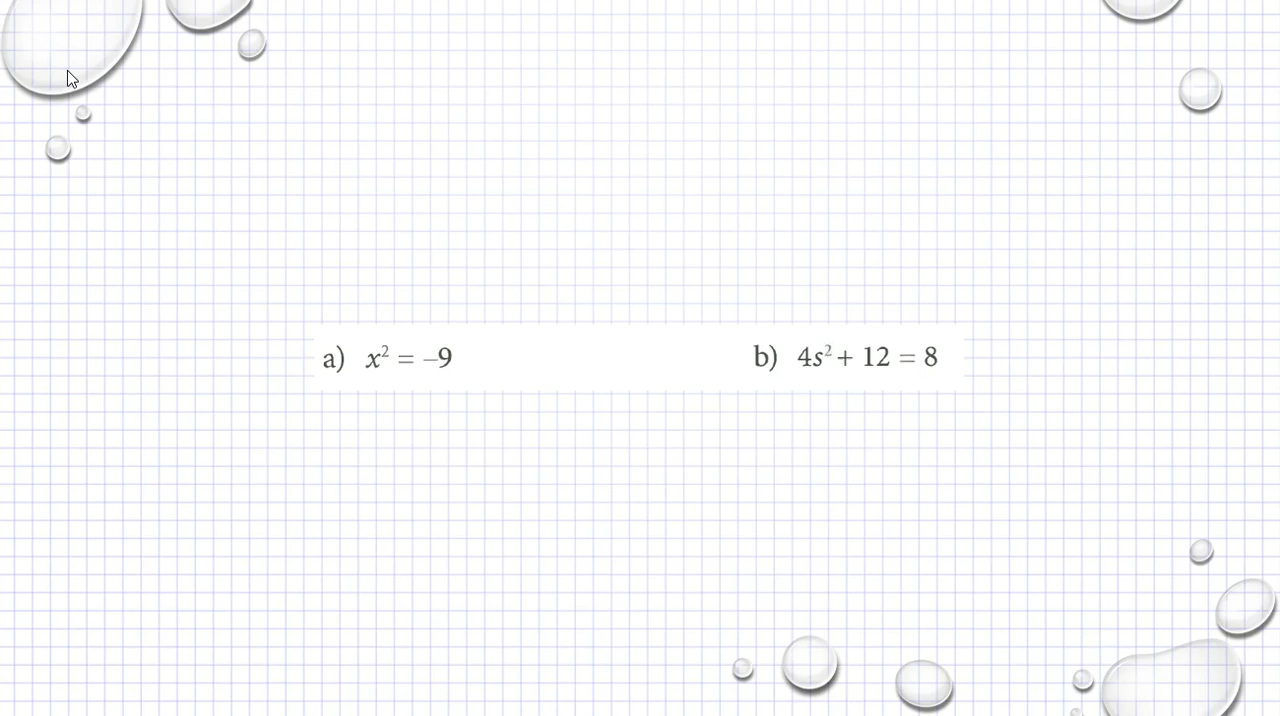 a) x² = –9 b) 4s² + 12 = 8